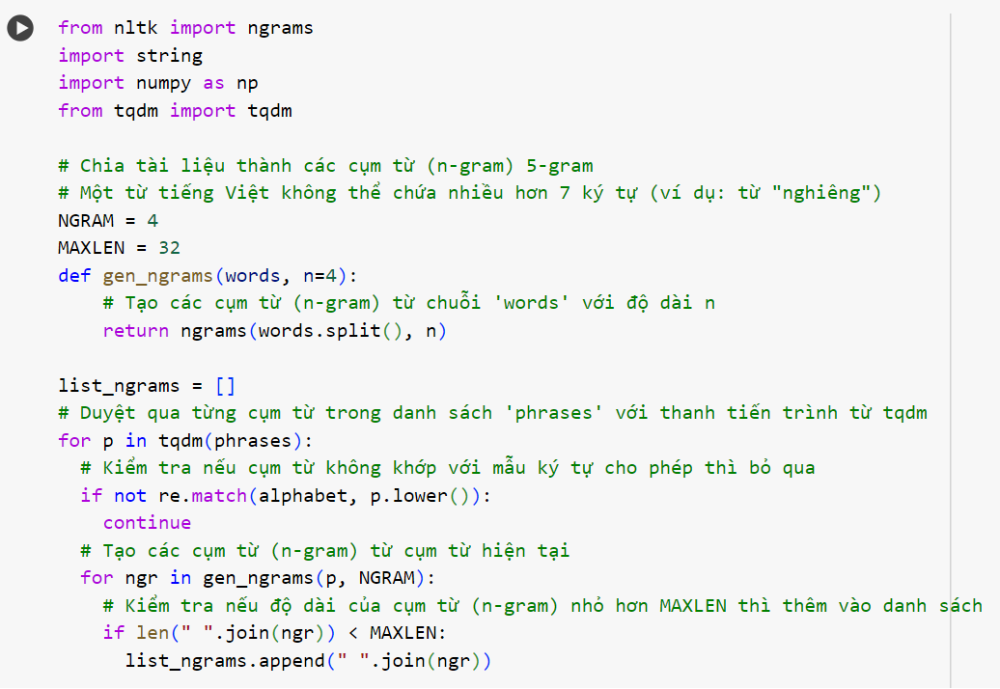 from nltk import ngrams
import string
import numpy as np
from tqdm import tqdm

# Chia tài liệu thành các cụm từ (n-gram) 5-gram
# Một từ tiếng Việt không thể chứa nhiều hơn 7 ký tự (ví dụ: từ "nghiêng")
NGRAM = 4
MAXLEN = 32
def gen_ngrams(words, n=4):
    # Tạo các cụm từ (n-gram) từ chuỗi 'words' với độ dài n
    return ngrams(words.split(), n)

list_ngrams = []
# Duyệt qua từng cụm từ trong danh sách 'phrases' với thanh tiến trình từ tqdm
for p in tqdm(phrases):
  # Kiểm tra nếu cụm từ không khớp với mẫu ký tự cho phép thì bỏ qua
  if not re.match(alphabet, p.lower()):
    continue
  # Tạo các cụm từ (n-gram) từ cụm từ hiện tại
  for ngr in gen_ngrams(p, NGRAM):
    # Kiểm tra nếu độ dài của cụm từ (n-gram) nhỏ hơn MAXLEN thì thêm vào danh sách
    if len(" ".join(ngr)) < MAXLEN:
      list_ngrams.append(" ".join(ngr))